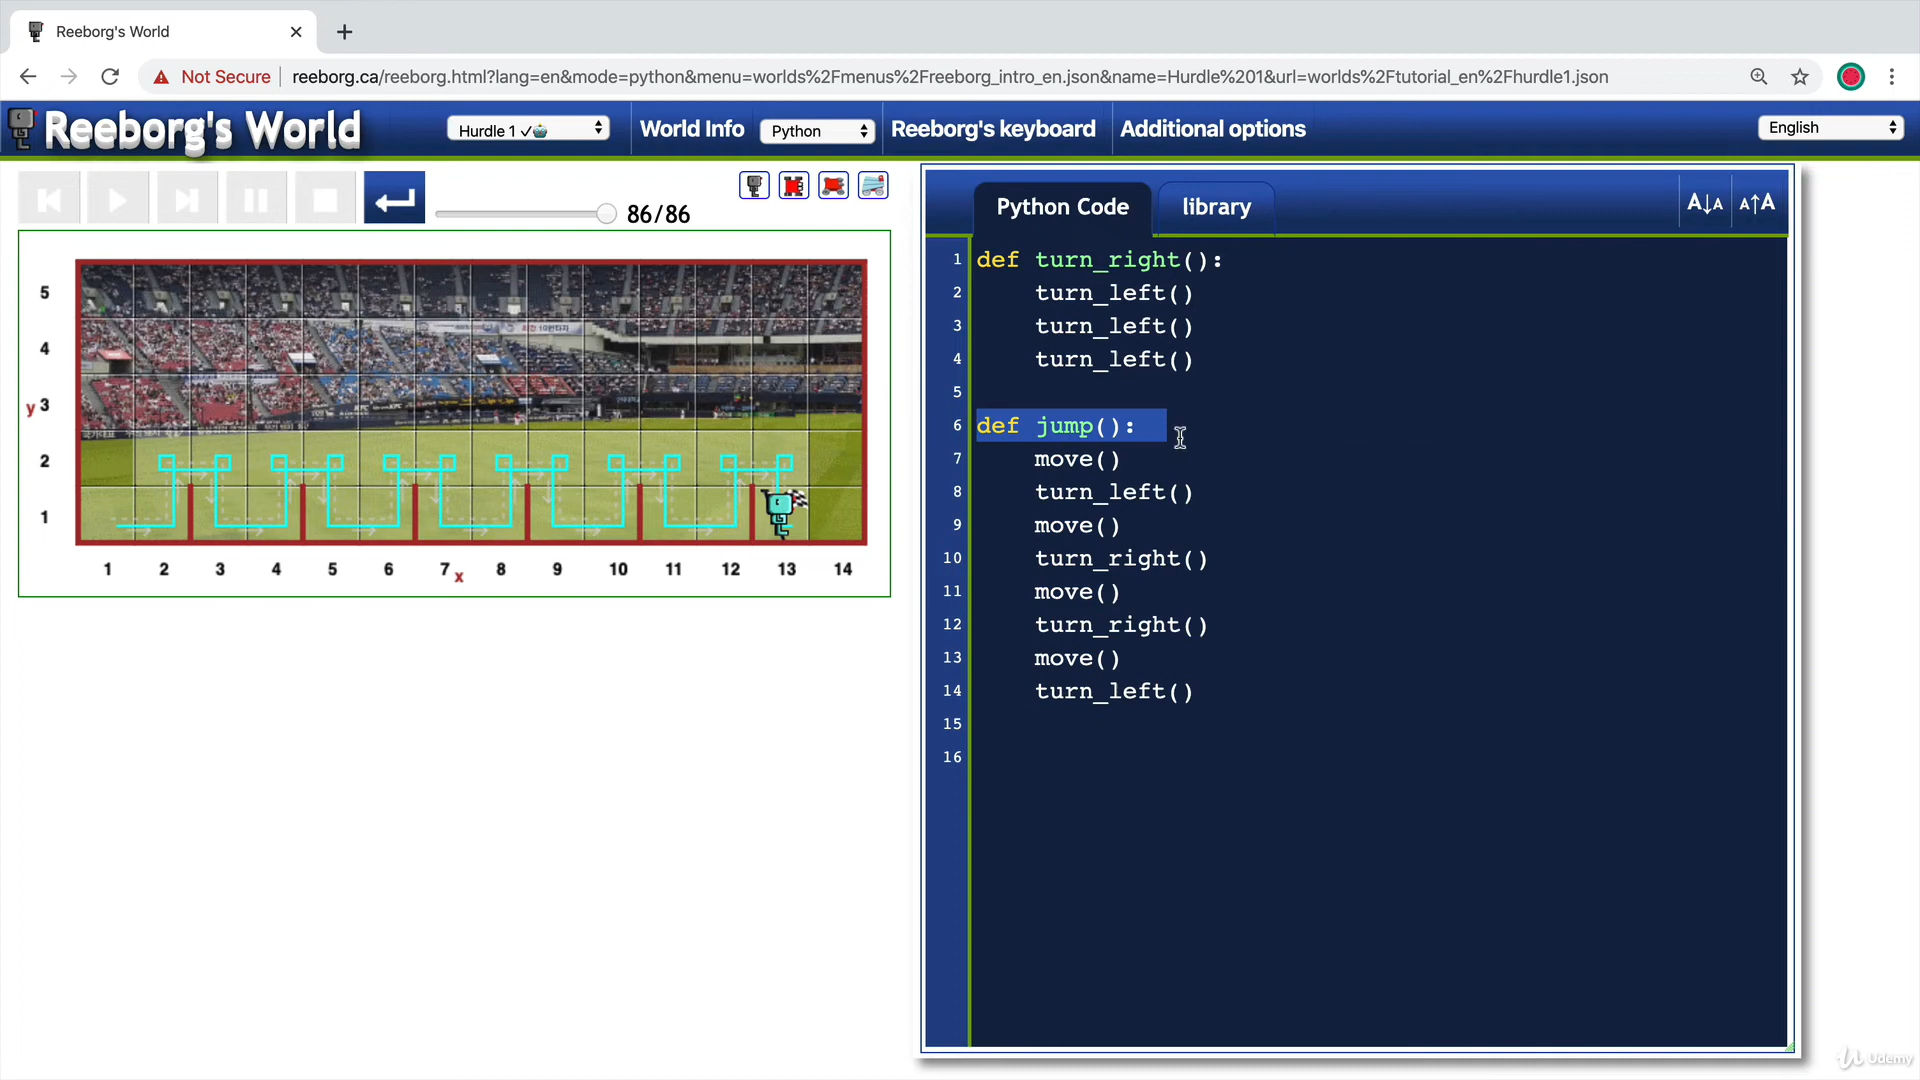 Reeborg's World
Not Secure reeborg.ca/reeborg.html?lang=en&mode=python&menu=worlds%2Fmenus%2Freeborg_intro_en.json&name=Hurdle%201&url=worlds%2Ftutorial_en%2Fhurdle1.json
Reeborg's World
Hurdle 1
World Info
Python
Reeborg's keyboard
Additional options
English
86/86
5
4
y 3
2
1
1 2 3 4 5 6 7 x 8 9 10 11 12 13 14
Python Code
library
A↓A A↑A
1 def turn_right():
2 turn_left()
3 turn_left()
4 turn_left()
5
6 def jump():
7 move()
8 turn_left()
9 move()
10 turn_right()
11 move()
12 turn_right()
13 move()
14 turn_left()
15
16
Udemy